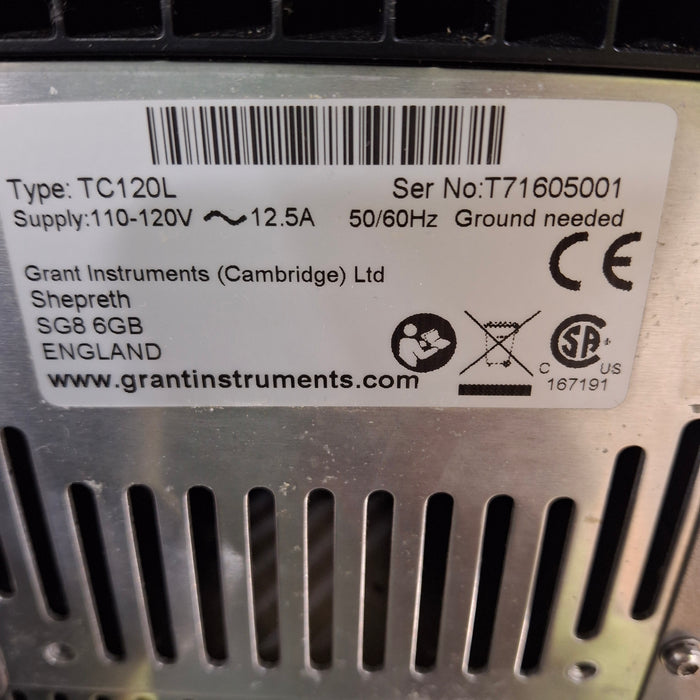 Type: TC120L Ser No:T71605001
Supply:110-120V ~ 12.5A 50/60Hz Ground needed
CE
Grant Instruments (Cambridge) Ltd
Shepreth
SG8 6GB
ENGLAND
www.grantinstruments.com
SA
C US
167191